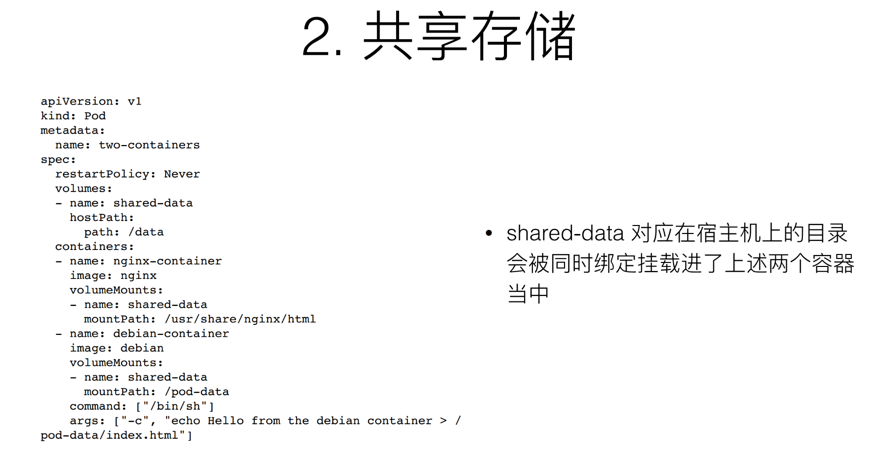 2. 共享存储
apiVersion: v1
kind: Pod
metadata:
  name: two-containers
spec:
  restartPolicy: Never
  volumes:
  - name: shared-data
    hostPath:
      path: /data
  containers:
  - name: nginx-container
    image: nginx
    volumeMounts:
    - name: shared-data
      mountPath: /usr/share/nginx/html
  - name: debian-container
    image: debian
    volumeMounts:
    - name: shared-data
      mountPath: /pod-data
    command: ["/bin/sh"]
    args: ["-c", "echo Hello from the debian container > /
pod-data/index.html"]
• shared-data 对应在宿主机上的目录
会被同时绑定挂载进了上述两个容器
当中